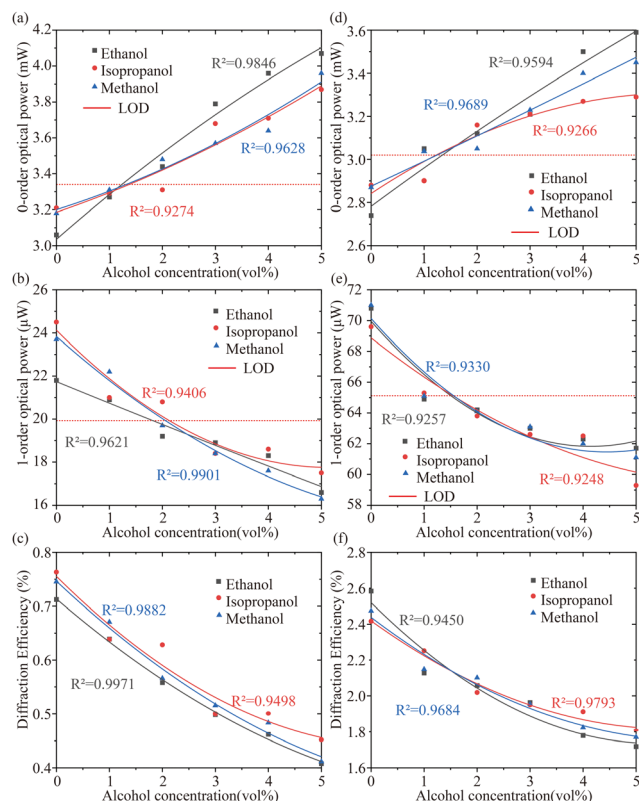 (a)
4.2
4.0
3.8
3.6
3.4
3.2
3.0
0-order optical power (mW)
Ethanol
Isopropanol
Methanol
LOD
R²=0.9846
R²=0.9628
R²=0.9274
0 1 2 3 4 5
Alcohol concentration(vol%)
(d)
3.6
3.4
3.2
3.0
2.8
2.6
0-order optical power (mW)
R²=0.9594
R²=0.9689
R²=0.9266
Ethanol
Isopropanol
Methanol
LOD
0 1 2 3 4 5
Alcohol concentration(vol%)
(b)
26
24
22
20
18
16
1-order optical power (μW)
Ethanol
Isopropanol
Methanol
LOD
R²=0.9406
R²=0.9621
R²=0.9901
0 1 2 3 4 5
Alcohol concentration(vol%)
(e)
72
70
68
66
64
62
60
58
1-order optical power (μW)
R²=0.9330
R²=0.9257
R²=0.9248
Ethanol
Isopropanol
Methanol
LOD
0 1 2 3 4 5
Alcohol concentration(vol%)
(c)
0.8
0.7
0.6
0.5
0.4
Diffraction Efficiency (%)
Ethanol
Isopropanol
Methanol
R²=0.9882
R²=0.9971
R²=0.9498
0 1 2 3 4 5
Alcohol concentration(vol%)
(f)
2.8
2.6
2.4
2.2
2.0
1.8
1.6
Diffraction Efficiency (%)
Ethanol
Isopropanol
Methanol
R²=0.9450
R²=0.9684
R²=0.9793
0 1 2 3 4 5
Alcohol concentration(vol%)